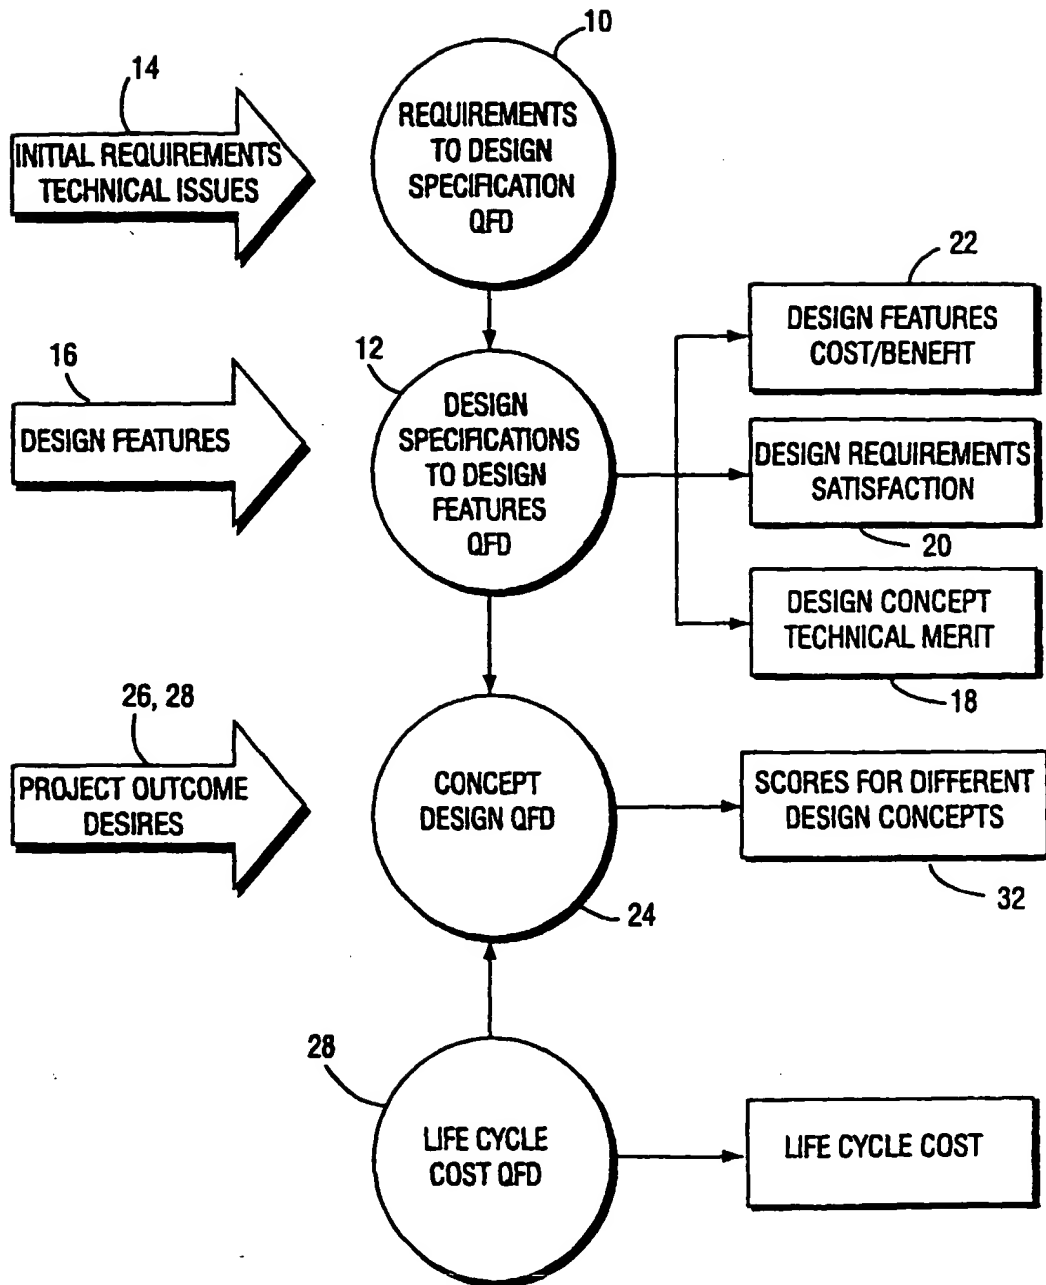 10
14
REQUIREMENTS
TO DESIGN
SPECIFICATION
QFD
INITIAL REQUIREMENTS
TECHNICAL ISSUES
22
DESIGN FEATURES
COST/BENEFIT
16
12
DESIGN FEATURES
DESIGN
SPECIFICATIONS
TO DESIGN
FEATURES
QFD
DESIGN REQUIREMENTS
SATISFACTION
20
DESIGN CONCEPT
TECHNICAL MERIT
18
26, 28
PROJECT OUTCOME
DESIRES
CONCEPT
DESIGN QFD
24
SCORES FOR DIFFERENT
DESIGN CONCEPTS
32
28
LIFE CYCLE
COST QFD
LIFE CYCLE COST